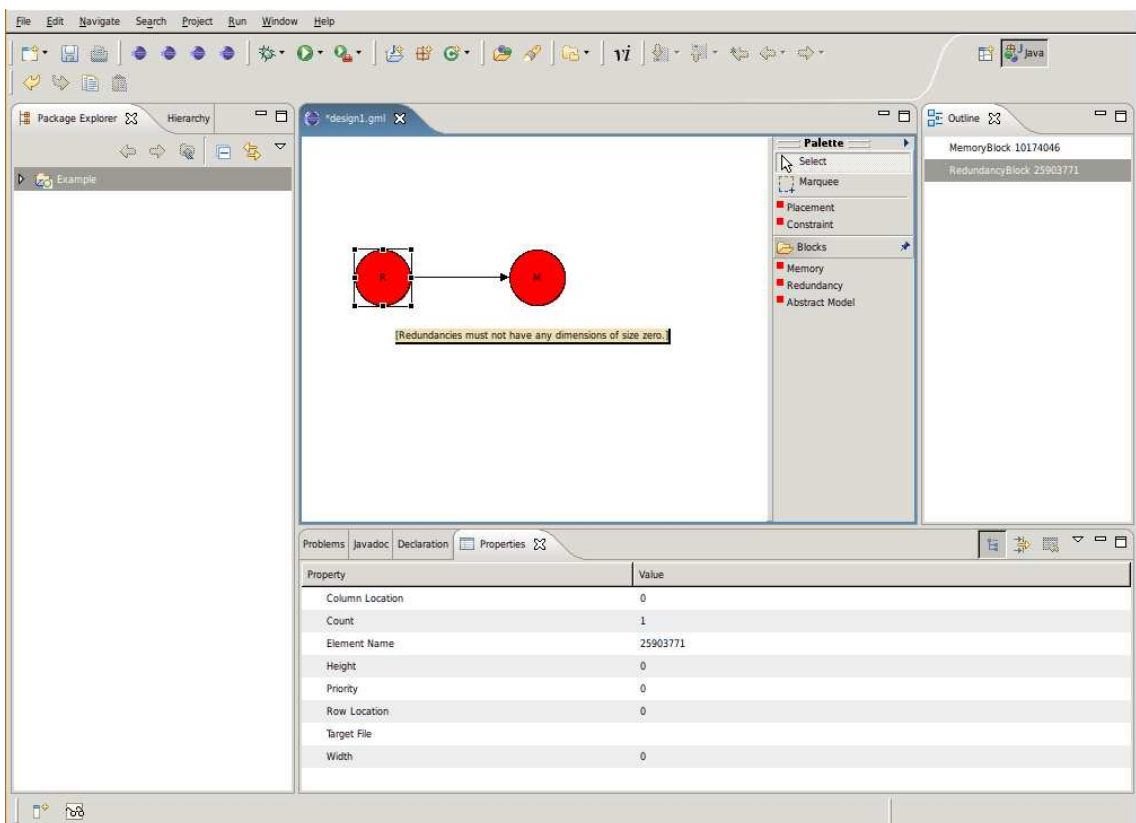 File Edit Navigate Search Project Run Window Help
vi
Java
Package Explorer Hierarchy
Example
*design1.gml
R
M
[Redundancies must not have any dimensions of size zero.]
Palette
Select
Marquee
Placement
Constraint
Blocks
Memory
Redundancy
Abstract Model
Outline
MemoryBlock 10174046
RedundancyBlock 25903771
Problems Javadoc Declaration Properties
Property Value
Column Location 0
Count 1
Element Name 25903771
Height 0
Priority 0
Row Location 0
Target File
Width 0